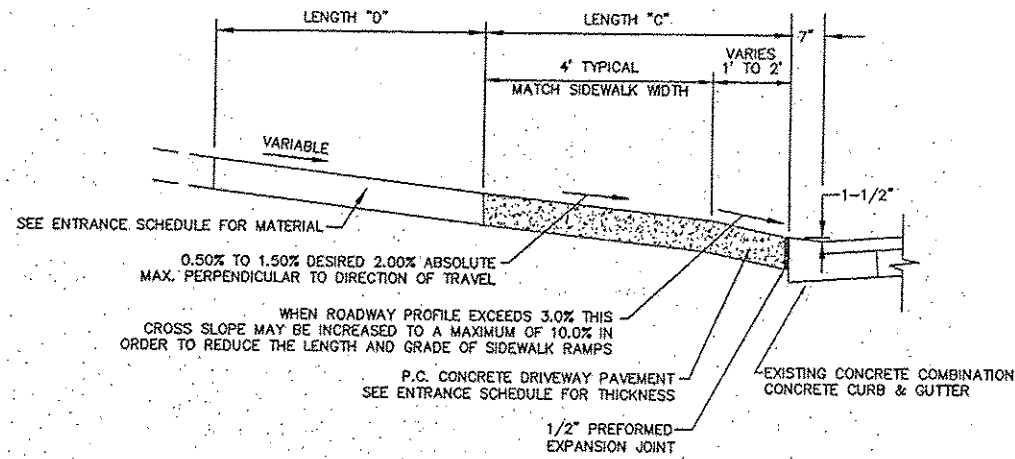 LENGTH "D"
LENGTH "C"
7"
4' TYPICAL
MATCH SIDEWALK WIDTH
VARIES
1' TO 2'
VARIABLE
1-1/2"
SEE ENTRANCE SCHEDULE FOR MATERIAL
0.50% TO 1.50% DESIRED 2.00% ABSOLUTE
MAX. PERPENDICULAR TO DIRECTION OF TRAVEL
WHEN ROADWAY PROFILE EXCEEDS 3.0% THIS
CROSS SLOPE MAY BE INCREASED TO A MAXIMUM OF 10.0% IN
ORDER TO REDUCE THE LENGTH AND GRADE OF SIDEWALK RAMPS
P.C. CONCRETE DRIVEWAY PAVEMENT
SEE ENTRANCE SCHEDULE FOR THICKNESS
EXISTING CONCRETE COMBINATION
CONCRETE CURB & GUTTER
1/2" PREFORMED
EXPANSION JOINT